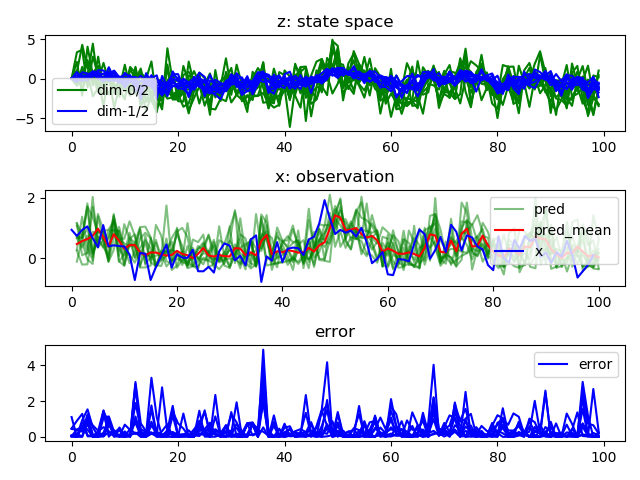 z: state space
5
0
−5
dim-0/2
dim-1/2
0 20 40 60 80 100
x: observation
2
0
pred
pred_mean
x
0 20 40 60 80 100
error
4
2
0
error
0 20 40 60 80 100